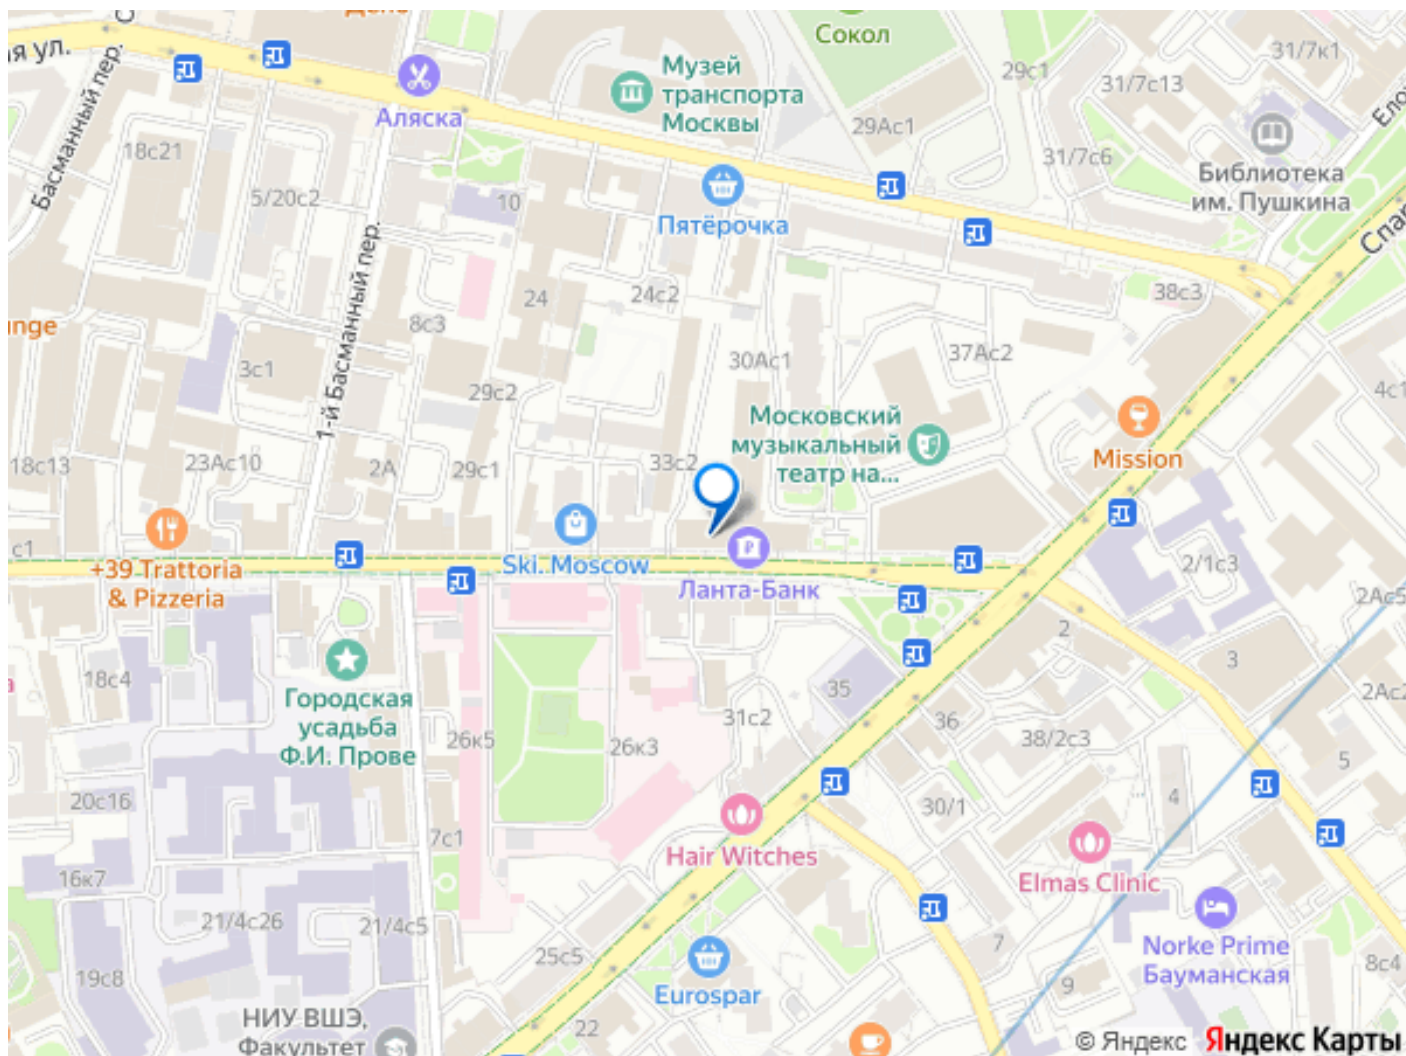 Депо
Сокол
ая ул.
Басманный пер.
Аляска
Музей
транспорта
Москвы
29с1
29Ас1
31/7к1
31/7с13
31/7с6
Библиотека
им. Пушкина
18с21
5/20с2
10
Пятёрочка
24
24с2
38с3
8с3
1-й Басманный пер.
3с1
29с2
30Ас1
37Ас2
4с1
Московский
музыкальный
театр на...
Mission
18с13
23Ас10
2А
29с1
33с2
с1
+39 Trattoria
& Pizzeria
Ski. Moscow
Ланта-Банк
2/1с3
2Ас5
2
3
18с4
Городская
усадьба
Ф.И. Прове
35
31с2
36
38/2с3
2Ас2
26к5
26к3
5
20с16
7с1
30/1
4
Hair Witches
Elmas Clinic
16к7
21/4с26
21/4с5
25с5
7
Norke Prime
Бауманская
19с8
Eurospar
9
8с4
НИУ ВШЭ,
Факультет
22
© Яндекс
Яндекс Карты